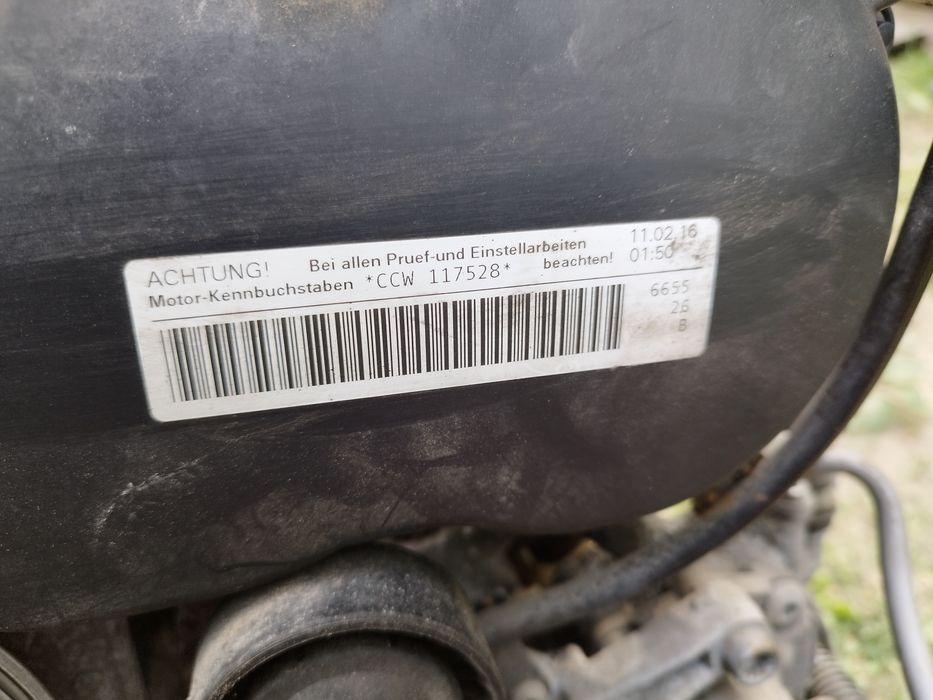 ACHTUNG! Bei allen Pruef-und Einstellarbeiten 11.02.16
Motor-Kennbuchstaben *CCW 117528* beachten! 01:50
6655
26
B